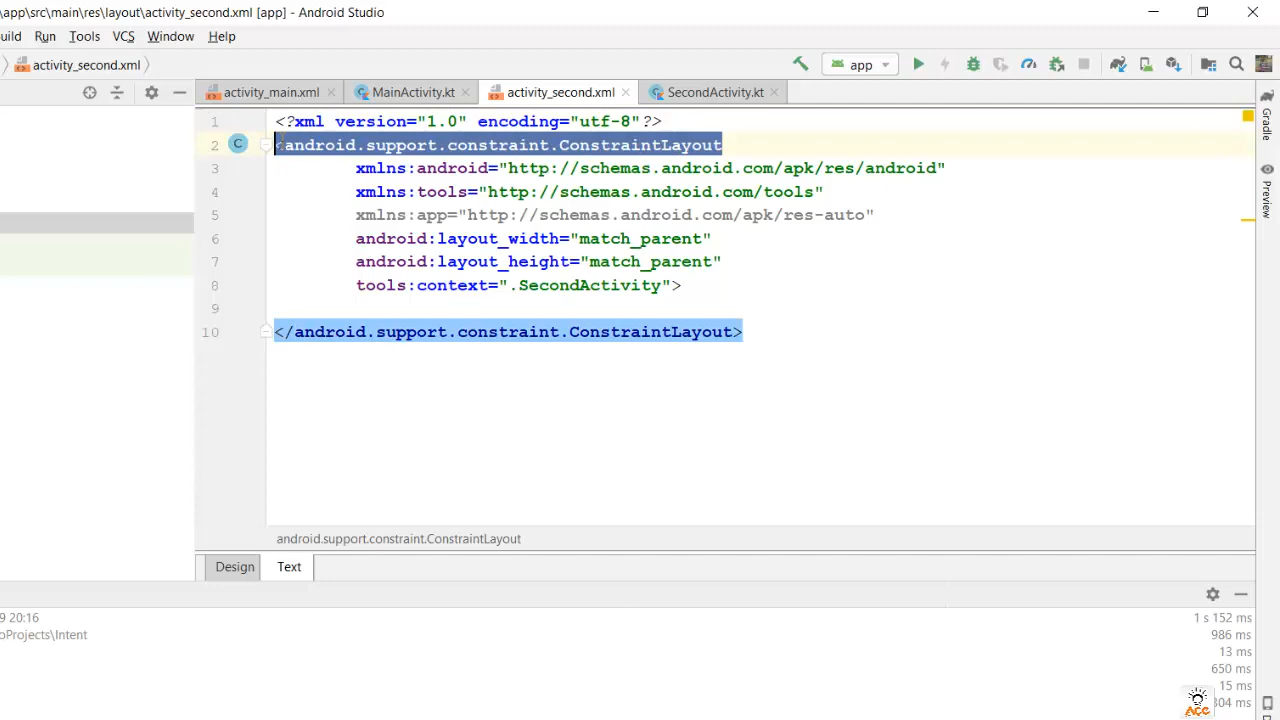 \app\src\main\res\layout\activity_second.xml [app] - Android Studio
uild Run Tools VCS Window Help
activity_second.xml
app
activity_main.xml MainActivity.kt activity_second.xml SecondActivity.kt
1 <?xml version="1.0" encoding="utf-8"?>
2 <android.support.constraint.ConstraintLayout
3 xmlns:android="http://schemas.android.com/apk/res/android"
4 xmlns:tools="http://schemas.android.com/tools"
5 xmlns:app="http://schemas.android.com/apk/res-auto"
6 android:layout_width="match_parent"
7 android:layout_height="match_parent"
8 tools:context=".SecondActivity">
9
10 </android.support.constraint.ConstraintLayout>
android.support.constraint.ConstraintLayout
Design Text
Gradle
Preview
9 20:16
oProjects\Intent
1 s 152 ms
986 ms
13 ms
650 ms
15 ms
304 ms
Ace